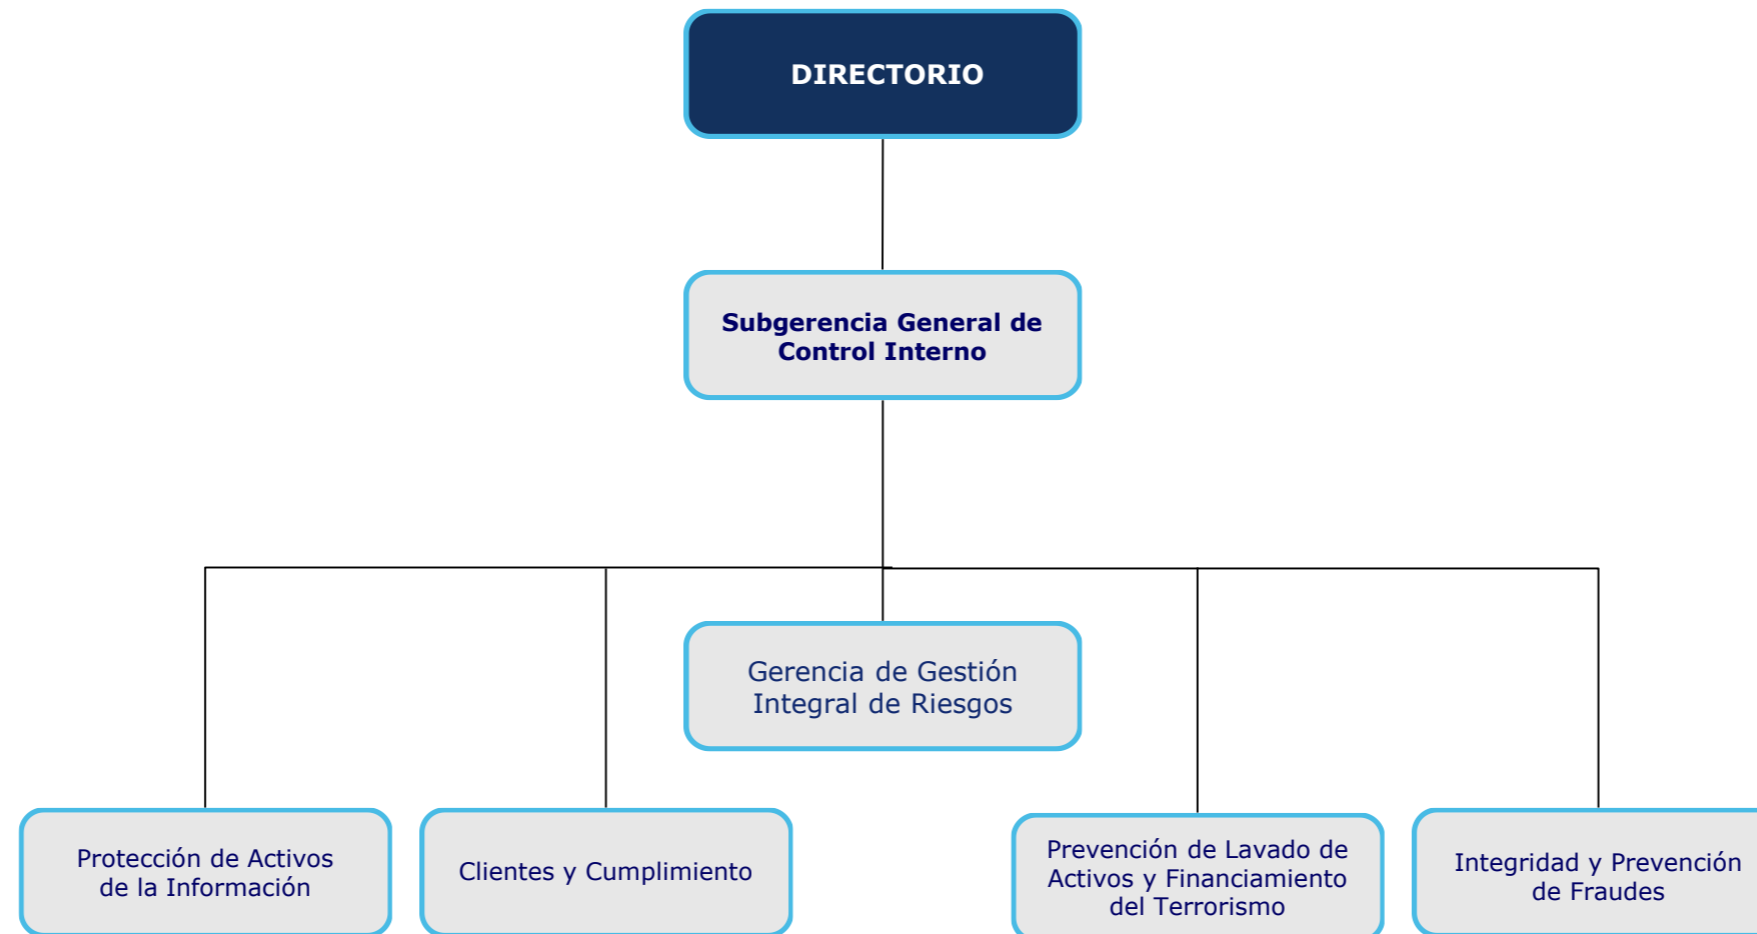 DIRECTORIO
Subgerencia General de
Control Interno
Gerencia de Gestión
Integral de Riesgos
Protección de Activos
de la Información
Clientes y Cumplimiento
Prevención de Lavado de
Activos y Financiamiento
del Terrorismo
Integridad y Prevención
de Fraudes